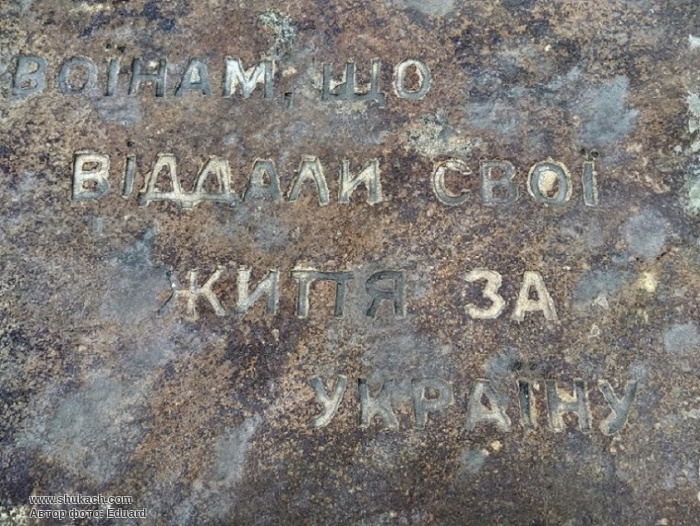 ВОЇНАМ, ЩО
ВІДДАЛИ СВОЇ
ЖИТТЯ ЗА
УКРАЇНУ
www.shukach.com
Автор фото: Eduard